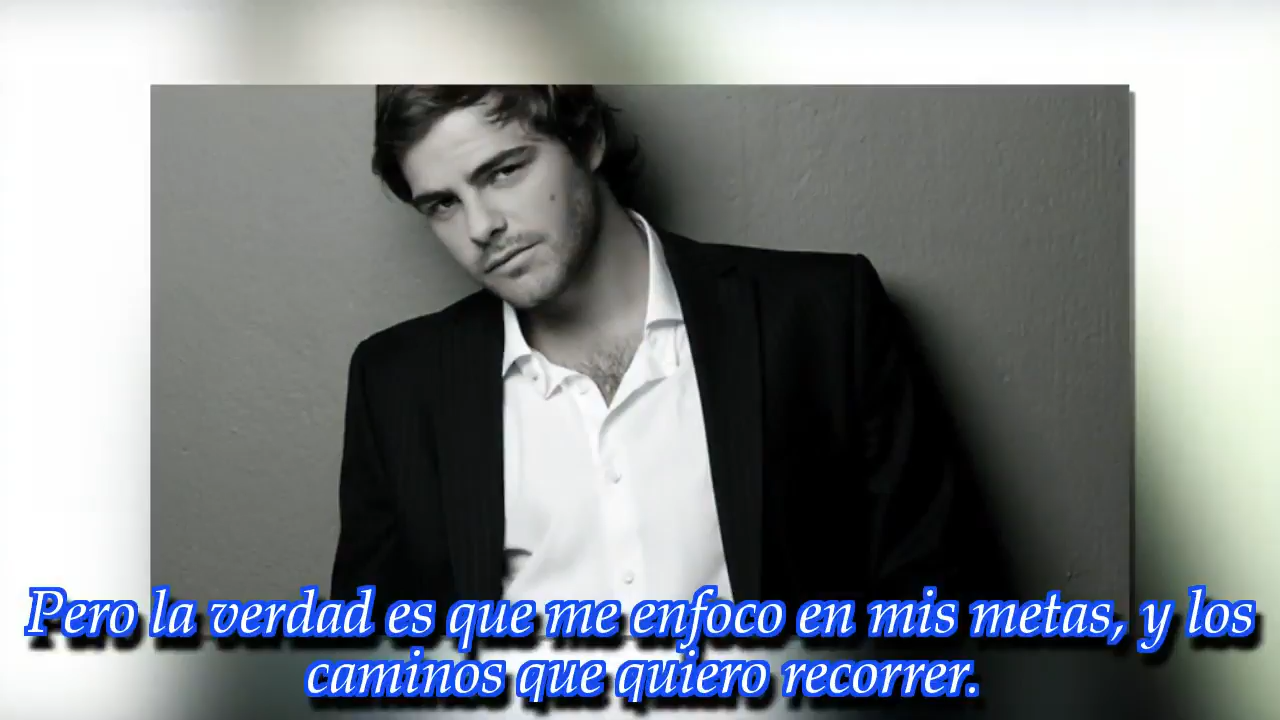 Pero la verdad es que me enfoco en mis metas, y los
caminos que quiero recorrer.